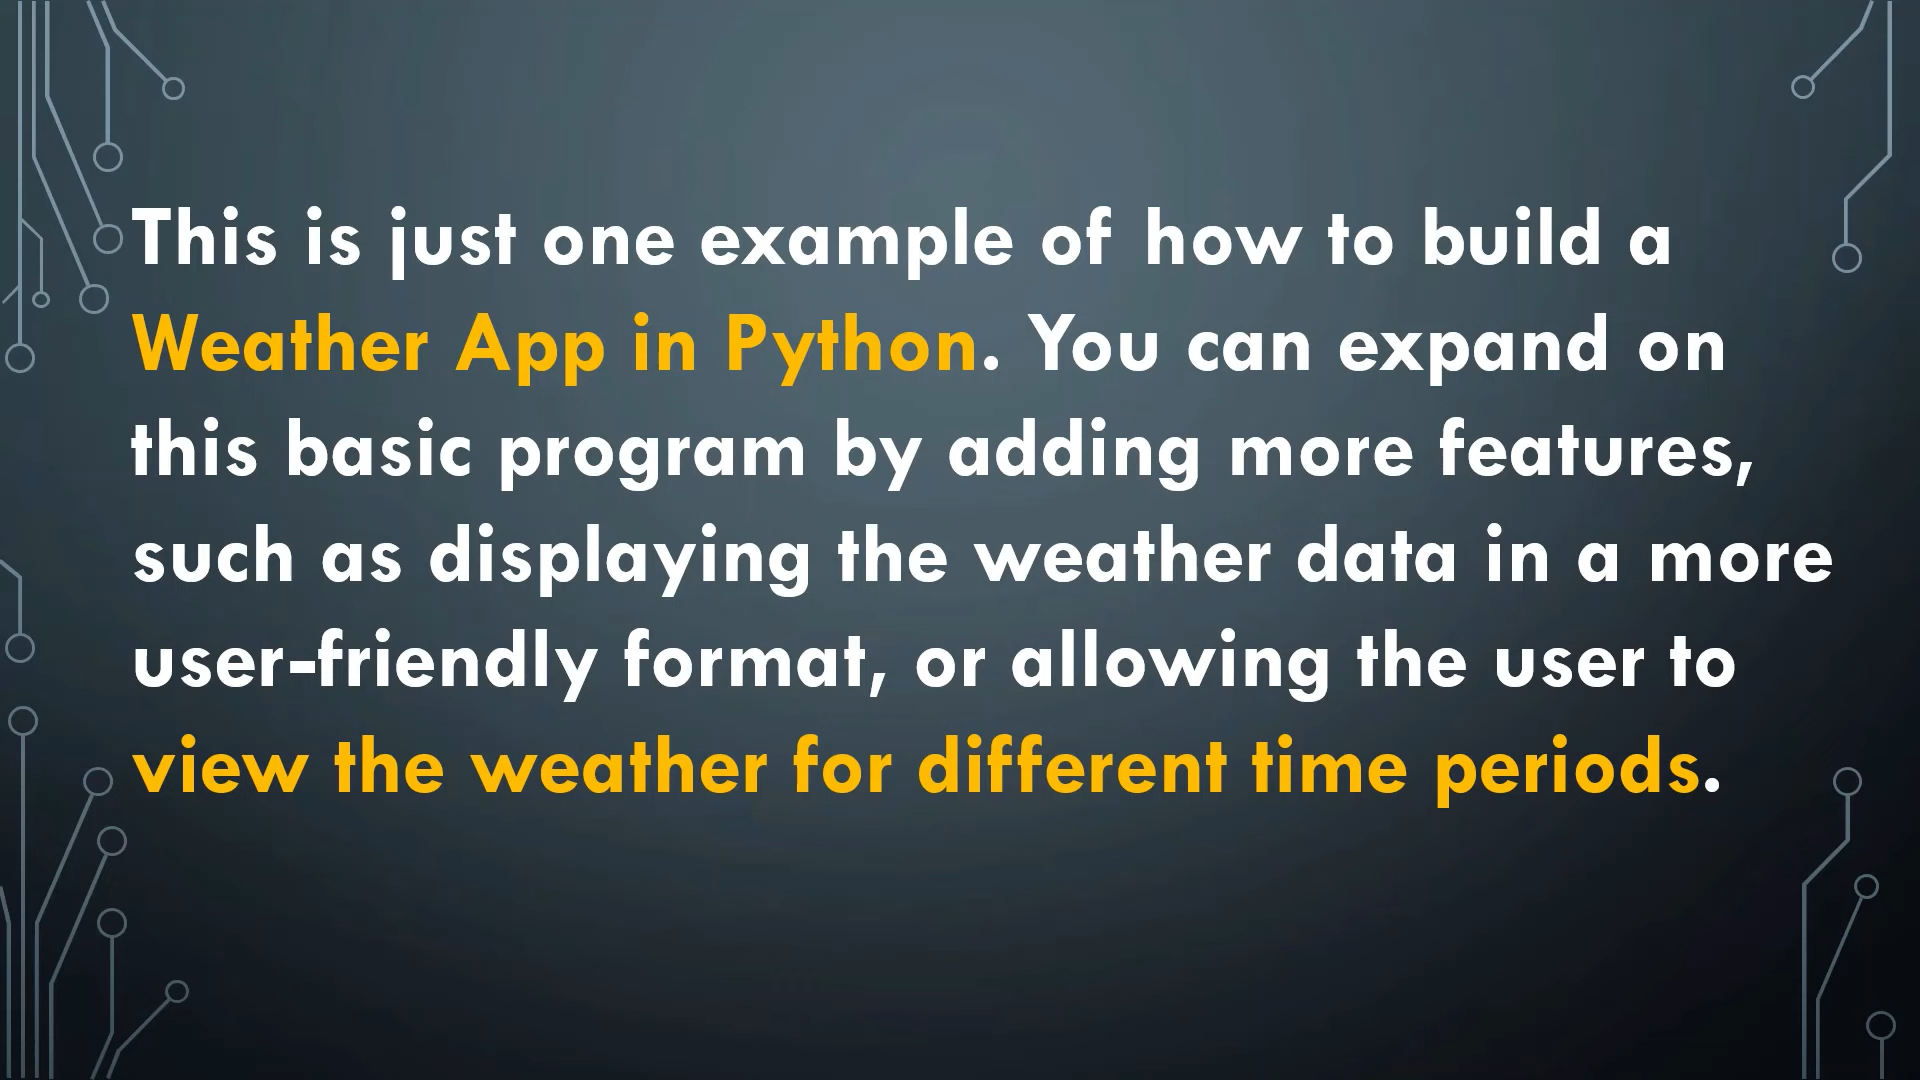 This is just one example of how to build a
Weather App in Python. You can expand on
this basic program by adding more features,
such as displaying the weather data in a more
user-friendly format, or allowing the user to
view the weather for different time periods.